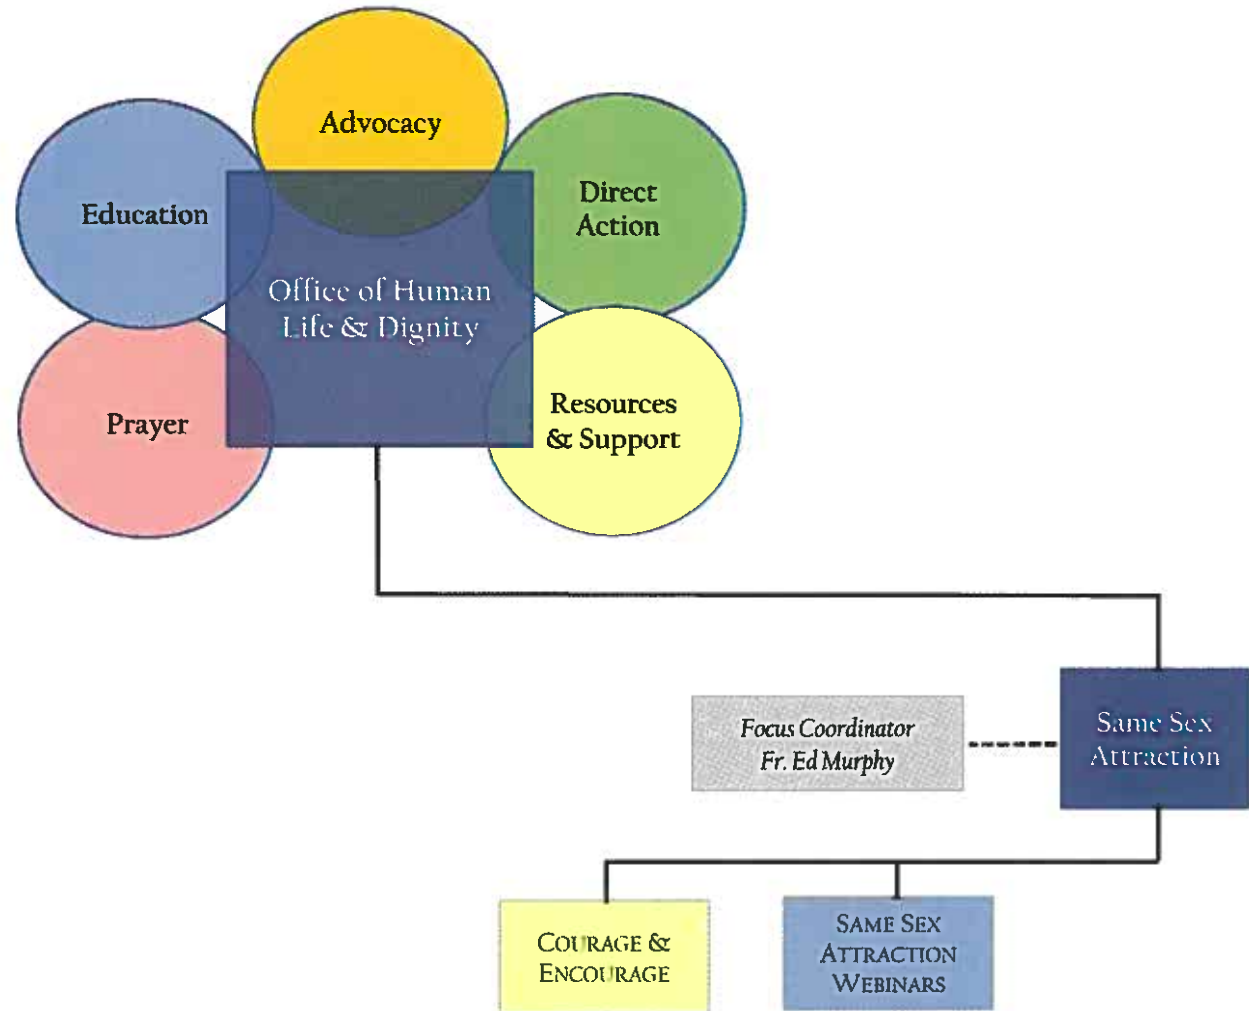 Advocacy
Education
Direct
Action
Office of Human
Life & Dignity
Prayer
Resources
& Support
Focus Coordinator
Fr. Ed Murphy
Same Sex
Attraction
COURAGE &
ENCOURAGE
SAME SEX
ATTRACTION
WEBINARS